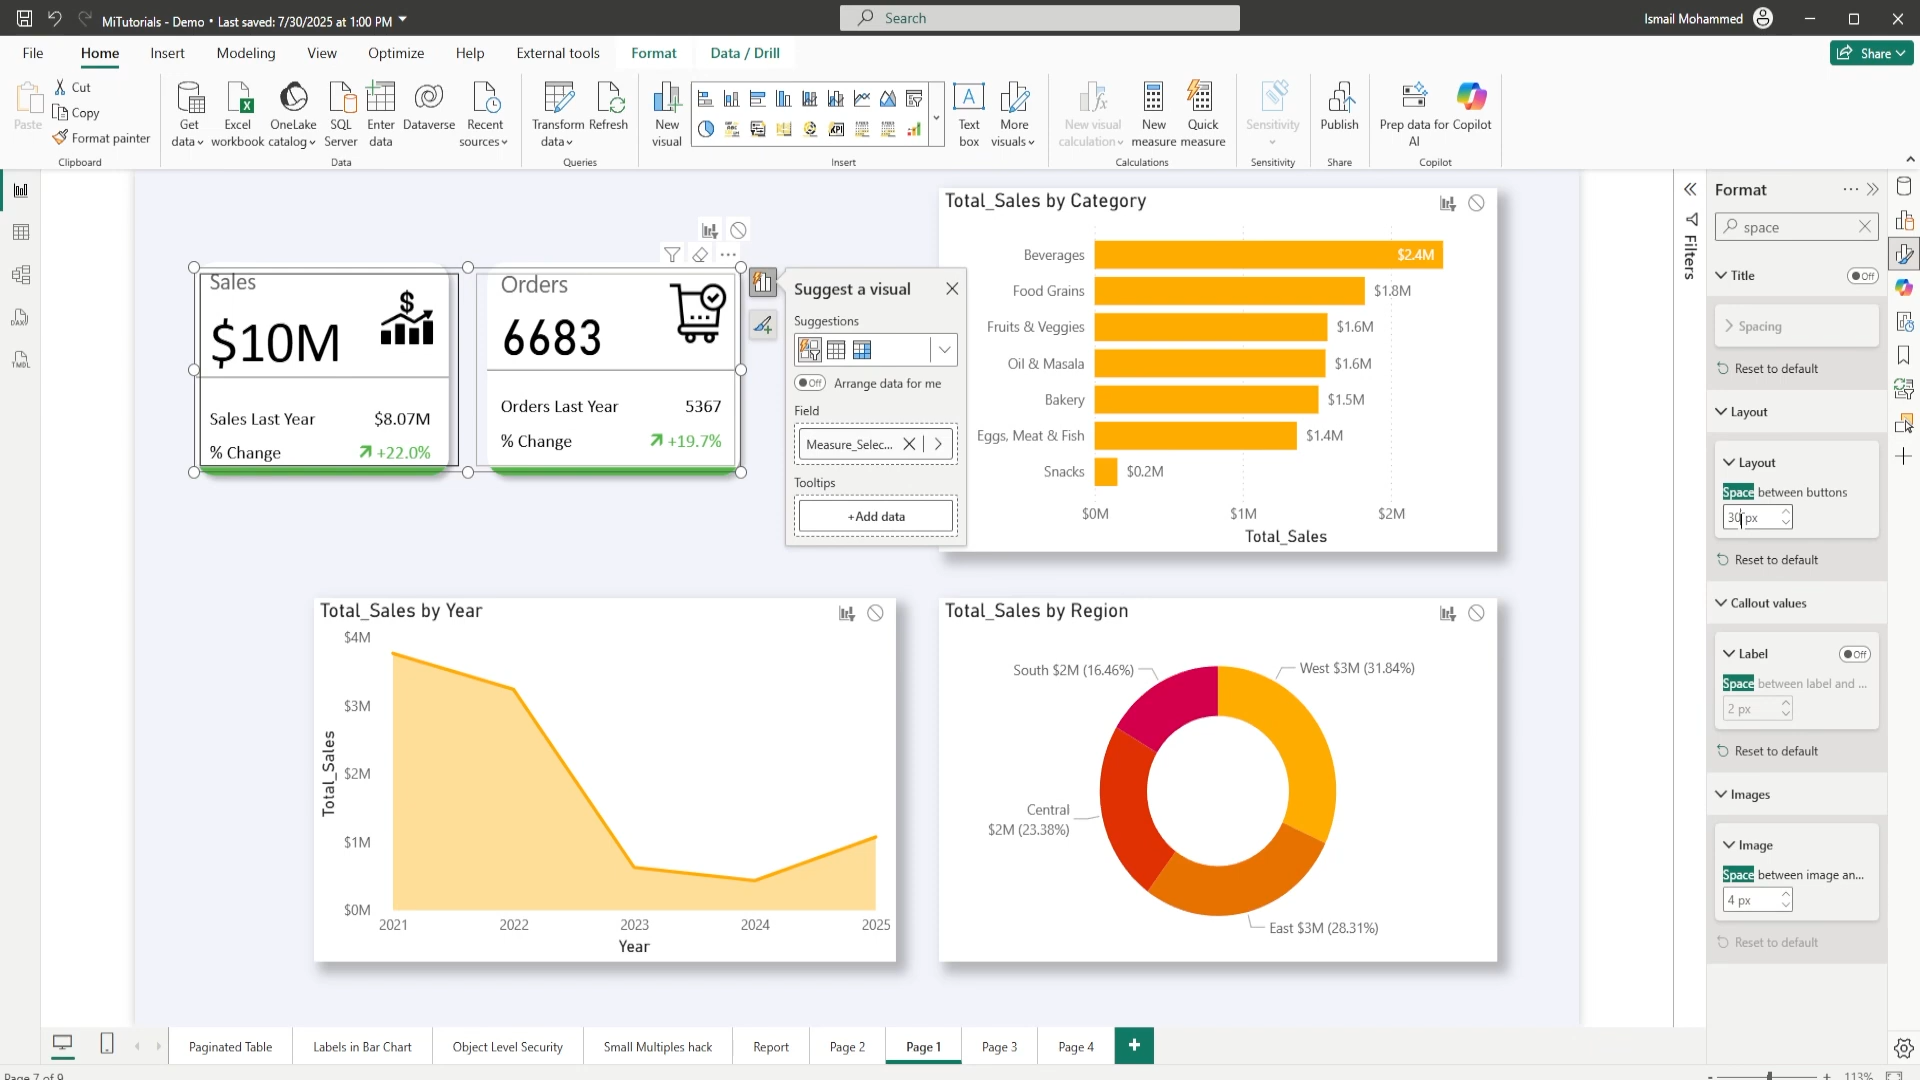 MiTutorials - Demo • Last saved: 7/30/2025 at 1:00 PM
Search
Ismail Mohammed
File Home Insert Modeling View Optimize Help External tools Format Data / Drill
Share
Paste
Cut
Copy
Format painter
Clipboard
Get data
Excel workbook
OneLake catalog
SQL Server
Enter data
Dataverse
Recent sources
Data
Transform data
Refresh
Queries
New visual
Text box
More visuals
Insert
New visual calculation
New measure
Quick measure
Calculations
Sensitivity
Sensitivity
Publish
Share
Prep data for AI
Copilot
Copilot
DAX
TMDL
Sales
$10M
Sales Last Year $8.07M
% Change +22.0%
Orders
6683
Orders Last Year 5367
% Change +19.7%
Suggest a visual
Suggestions
Off Arrange data for me
Field
Measure_Selec...
Tooltips
+Add data
Total_Sales by Category
Beverages $2.4M
Food Grains $1.8M
Fruits & Veggies $1.6M
Oil & Masala $1.6M
Bakery $1.5M
Eggs, Meat & Fish $1.4M
Snacks $0.2M
$0M $1M $2M
Total_Sales
Total_Sales by Year
$4M
$3M
$2M
$1M
$0M
Total_Sales
2021 2022 2023 2024 2025
Year
Total_Sales by Region
South $2M (16.46%)
West $3M (31.84%)
Central
$2M (23.38%)
East $3M (28.31%)
Filters
Format
space
Title Off
Spacing
Reset to default
Layout
Layout
Space between buttons
30 px
Reset to default
Callout values
Label Off
Space between label and ...
2 px
Reset to default
Images
Image
Space between image an...
4 px
Reset to default
Paginated Table Labels in Bar Chart Object Level Security Small Multiples hack Report Page 2 Page 1 Page 3 Page 4 +
Page 7 of 9
113%